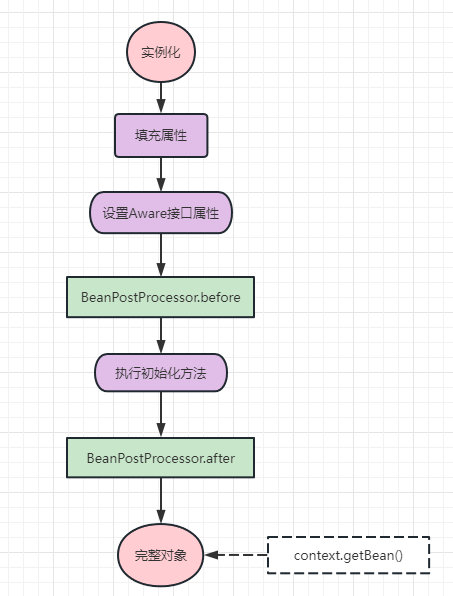 实例化
填充属性
设置Aware接口属性
BeanPostProcessor.before
执行初始化方法
BeanPostProcessor.after
完整对象
context.getBean()